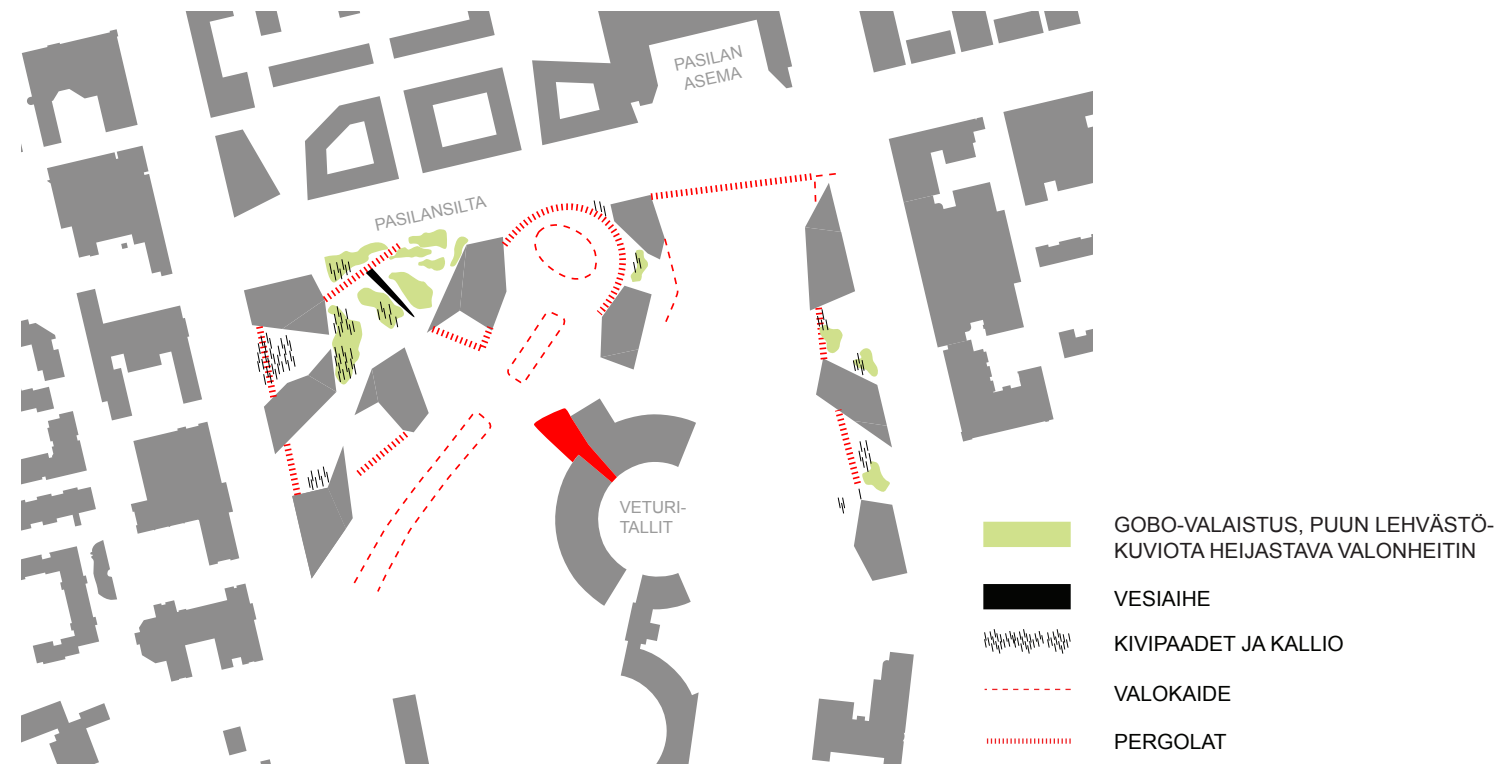 PASILAN
ASEMA
PASILANSILTA
VETURI-
TALLIT
GOBO-VALAISTUS, PUUN LEHVÄSTÖ-
KUVIOTA HEIJASTAVA VALONHEITIN
VESIAIHE
KIVIPAADET JA KALLIO
VALOKAIDE
PERGOLAT